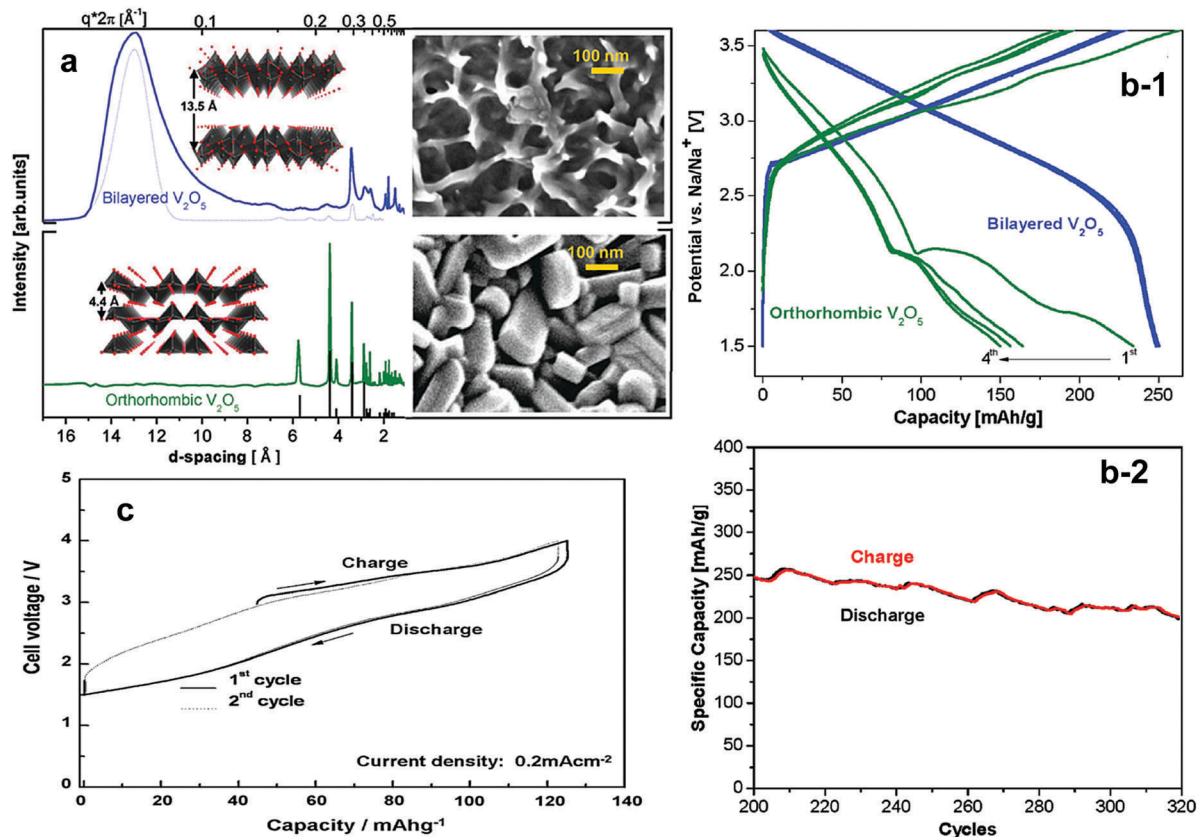 q*2π [Å⁻¹] 0.1 0.2 0.3 0.5
a
13.5 Å
Bilayered V₂O₅
100 nm
Intensity [arb.units]
4.4 Å
Orthorhombic V₂O₅
100 nm
17 16 14 12 10 8 6 4 2
d-spacing [ Å ]
b-1
3.5
3.0
2.5
2.0
1.5
Potential vs. Na/Na⁺ [V]
Bilayered V₂O₅
Orthorhombic V₂O₅
4ᵗʰ 1ˢᵗ
0 50 100 150 200 250
Capacity [mAh/g]
c
5
4
3
2
1
0
Cell voltage / V
Charge
Discharge
1ˢᵗ cycle
2ⁿᵈ cycle
Current density: 0.2mAcm⁻²
0 20 40 60 80 100 120 140
Capacity / mAhg⁻¹
b-2
400
350
300
250
200
150
100
50
0
Specific Capacity [mAh/g]
Charge
Discharge
200 220 240 260 280 300 320
Cycles